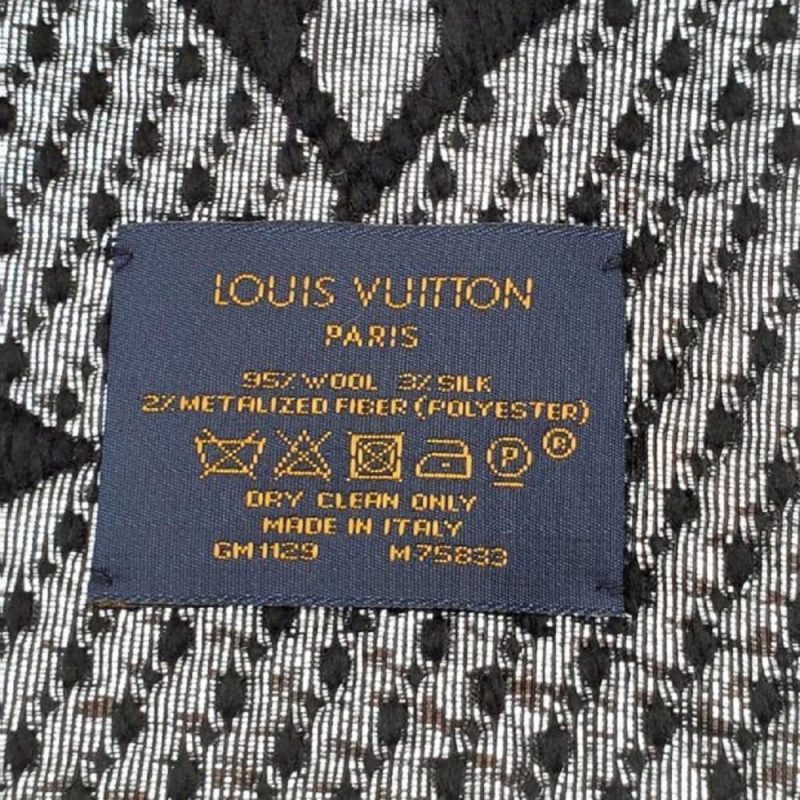 LOUIS VUITTON
PARIS
95% WOOL 3% SILK
2% METALIZED FIBER (POLYESTER)
P ®
DRY CLEAN ONLY
MADE IN ITALY
GM1129 M75833